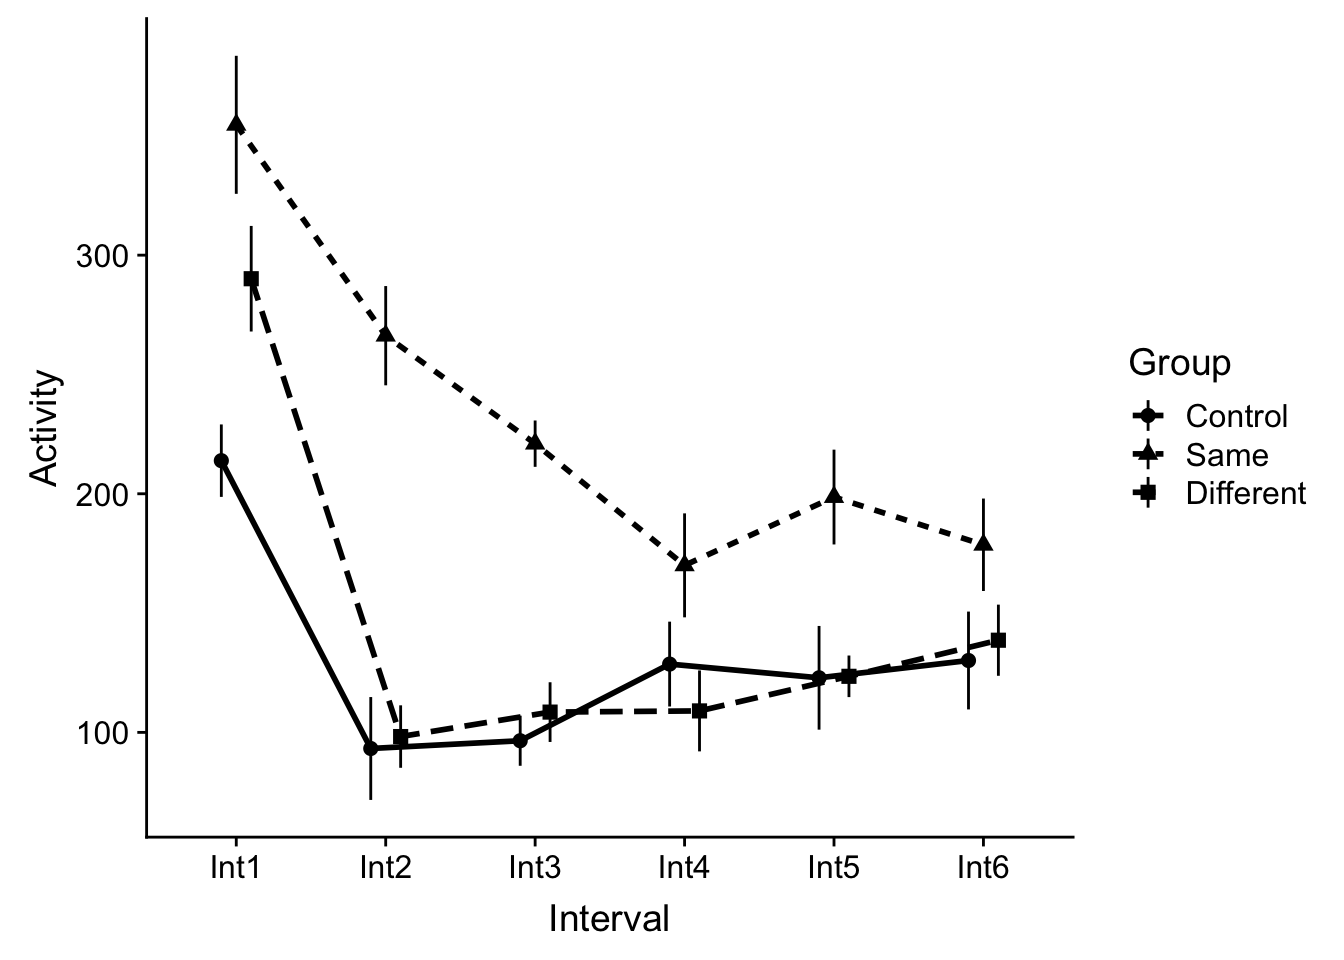 300
200
100
Activity
Int1 Int2 Int3 Int4 Int5 Int6
Interval
Group
Control
Same
Different